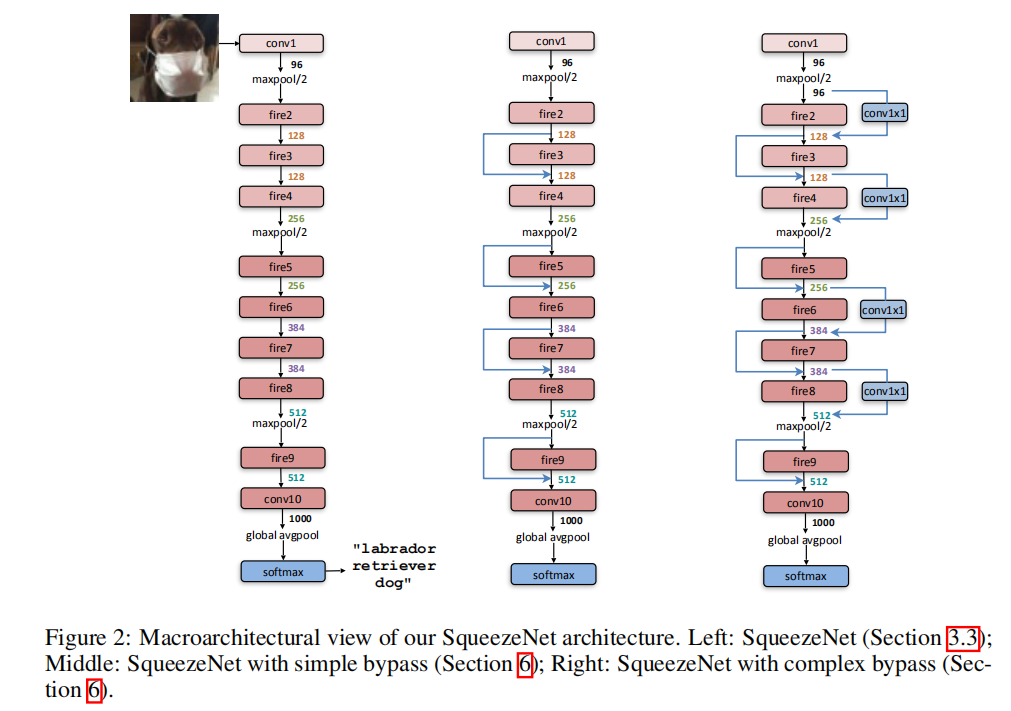 conv1
96
maxpool/2
fire2
128
fire3
128
fire4
256
maxpool/2
fire5
256
fire6
384
fire7
384
fire8
512
maxpool/2
fire9
512
conv10
1000
global avgpool
softmax
"labrador
retriever
dog"
conv1
96
maxpool/2
fire2
128
fire3
128
fire4
256
maxpool/2
fire5
256
fire6
384
fire7
384
fire8
512
maxpool/2
fire9
512
conv10
1000
global avgpool
softmax
conv1
96
maxpool/2
96
fire2
conv1x1
128
fire3
128
fire4
conv1x1
256
maxpool/2
fire5
256
fire6
conv1x1
384
fire7
384
fire8
conv1x1
512
maxpool/2
fire9
512
conv10
1000
global avgpool
softmax
Figure 2: Macroarchitectural view of our SqueezeNet architecture. Left: SqueezeNet (Section 3.3);
Middle: SqueezeNet with simple bypass (Section 6); Right: SqueezeNet with complex bypass (Sec-
tion 6).